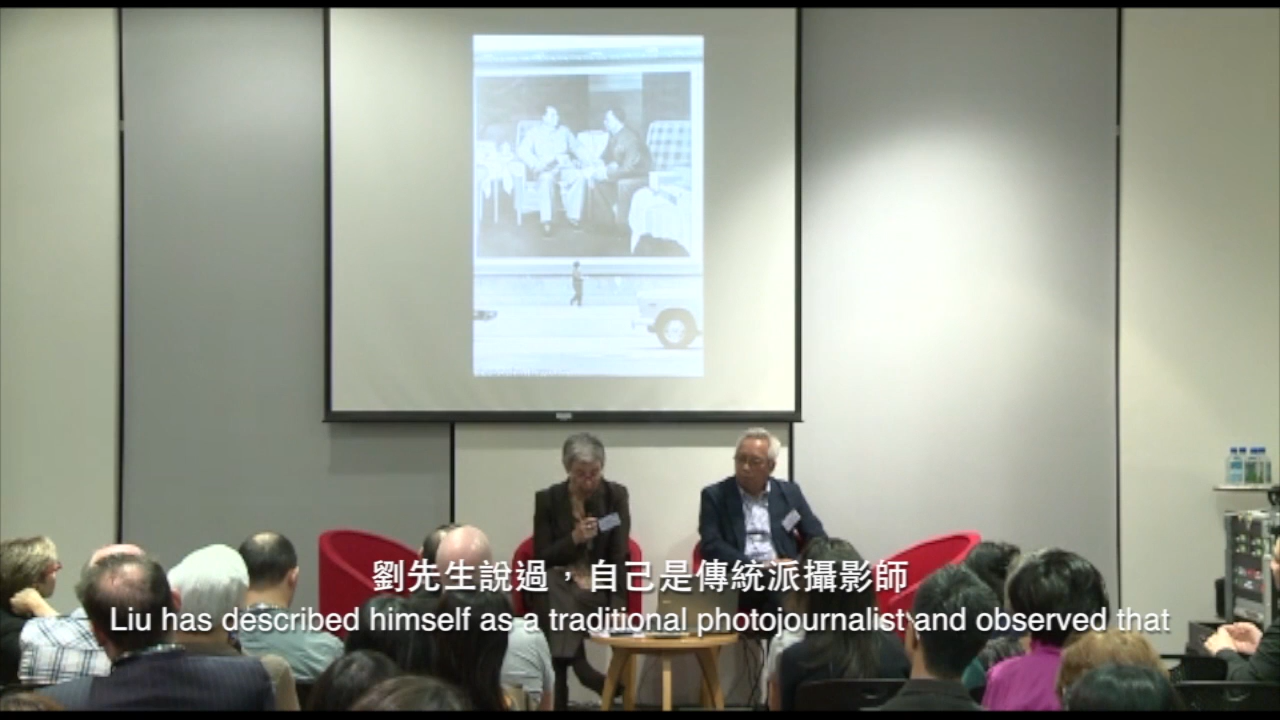 劉先生說過，自己是傳統派攝影師
Liu has described himself as a traditional photojournalist and observed that